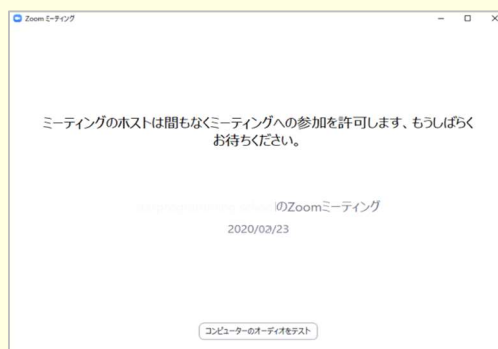 Zoom ミーティング
ミーティングのホストは間もなくミーティングへの参加を許可します、もうしばらく
お待ちください。
のZoomミーティング
2020/02/23
コンピューターのオーディオをテスト